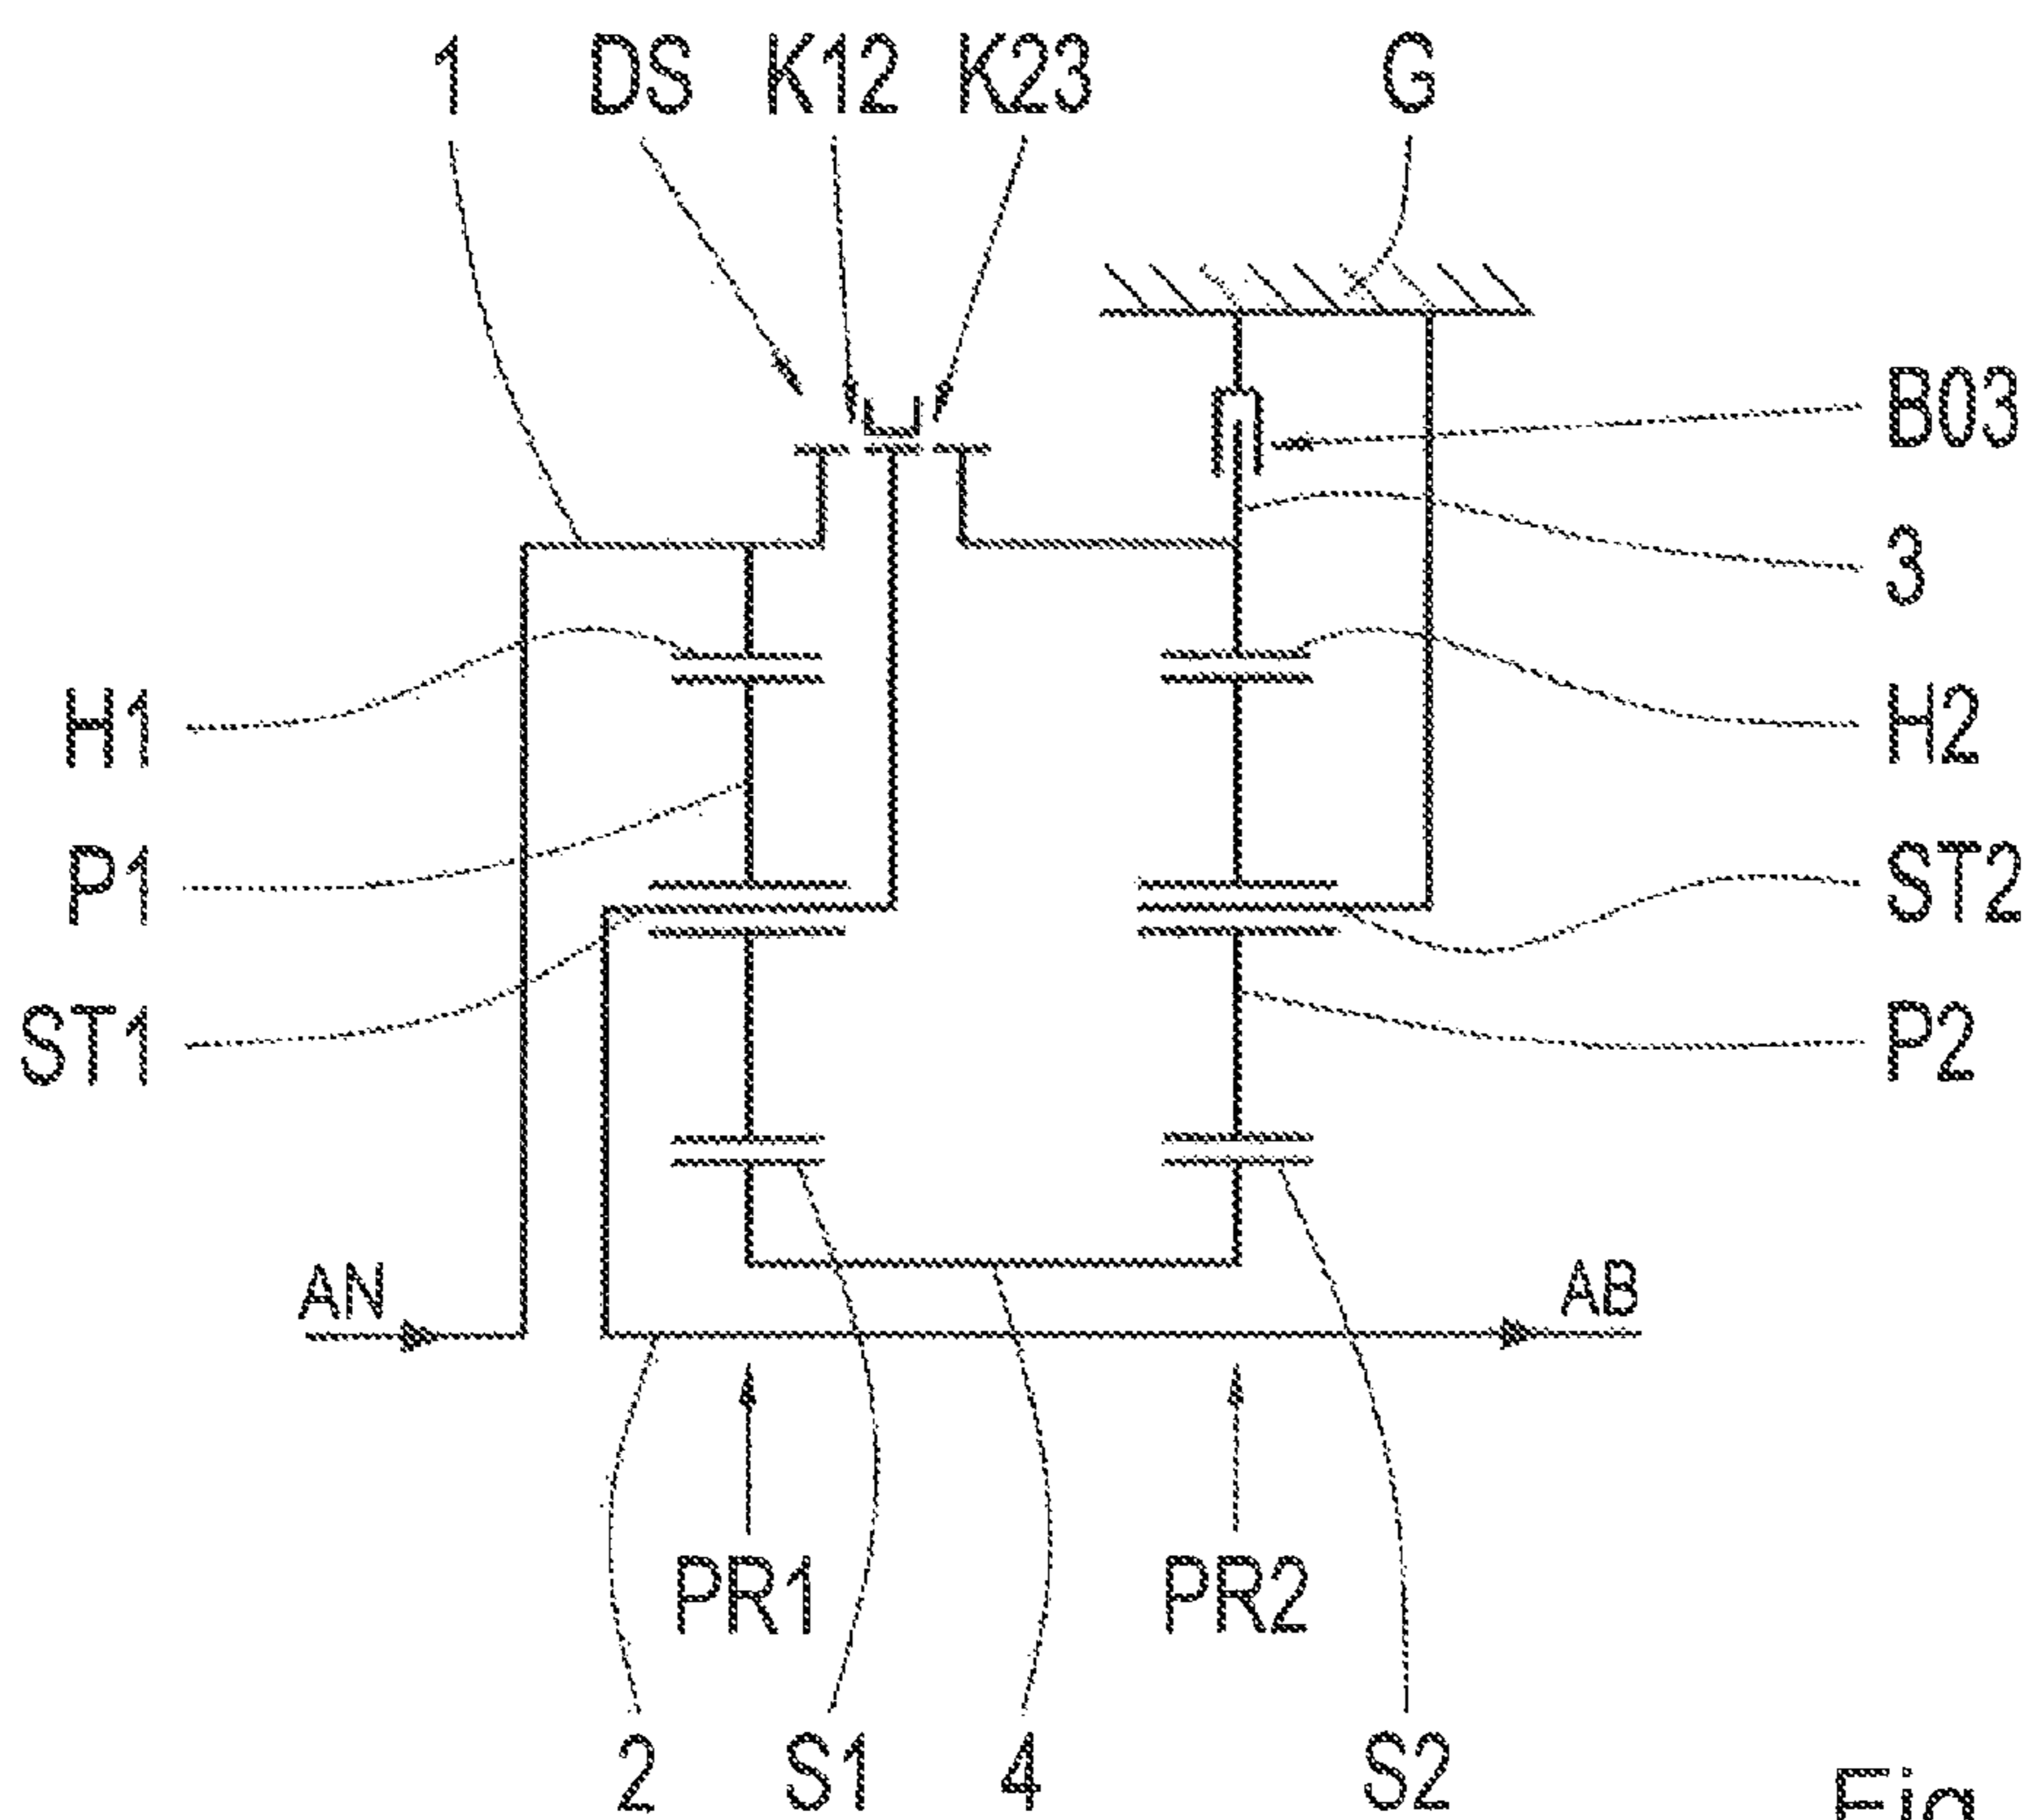 1 DS K12 K23 G
B03
3
H1 H2
P1 ST2
ST1 P2
AN AB
PR1 PR2
2 S1 4 S2
Fig